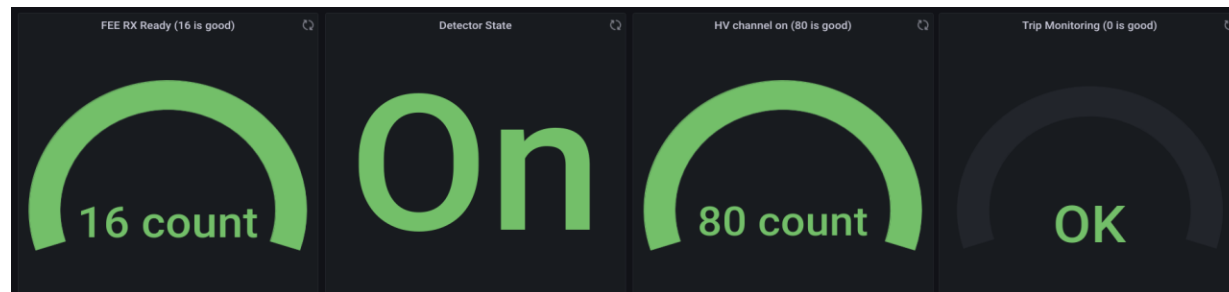 FEE RX Ready (16 is good)
Detector State
HV channel on (80 is good)
Trip Monitoring (0 is good)
16 count
On
80 count
OK